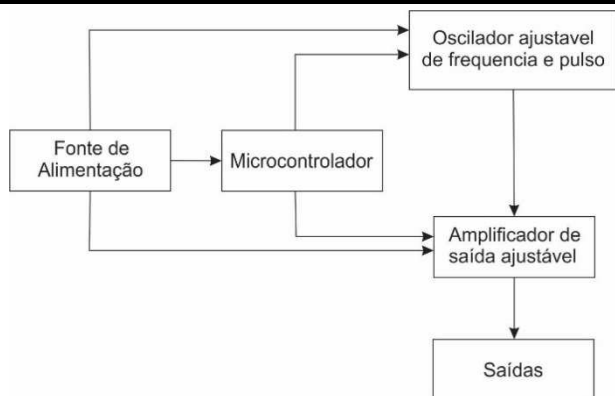 Oscilador ajustavel
de frequencia e pulso
Fonte de
Alimentação
Microcontrolador
Amplificador de
saída ajustável
Saídas